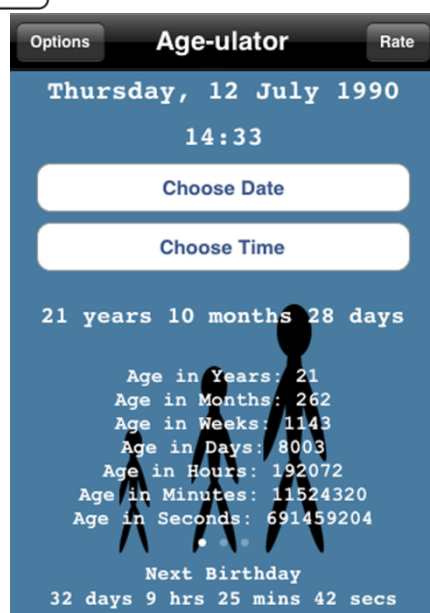 Options Age-ulator Rate
Thursday, 12 July 1990
14:33
Choose Date
Choose Time
21 years 10 months 28 days
Age in Years: 21
Age in Months: 262
Age in Weeks: 1143
Age in Days: 8003
Age in Hours: 192072
Age in Minutes: 11524320
Age in Seconds: 691459204
Next Birthday
32 days 9 hrs 25 mins 42 secs